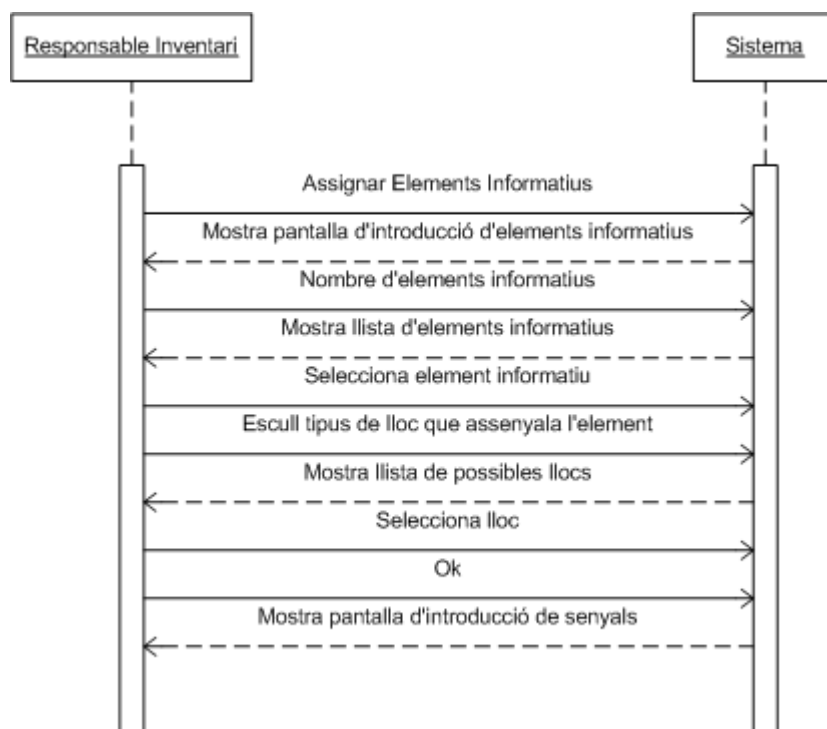 Responsable Inventari
Sistema
Assignar Elements Informatius
Mostra pantalla d'introducció d'elements informatius
Nombre d'elements informatius
Mostra llista d'elements informatius
Selecciona element informatiu
Escull tipus de lloc que assenyala l'element
Mostra llista de possibles llocs
Selecciona lloc
Ok
Mostra pantalla d'introducció de senyals